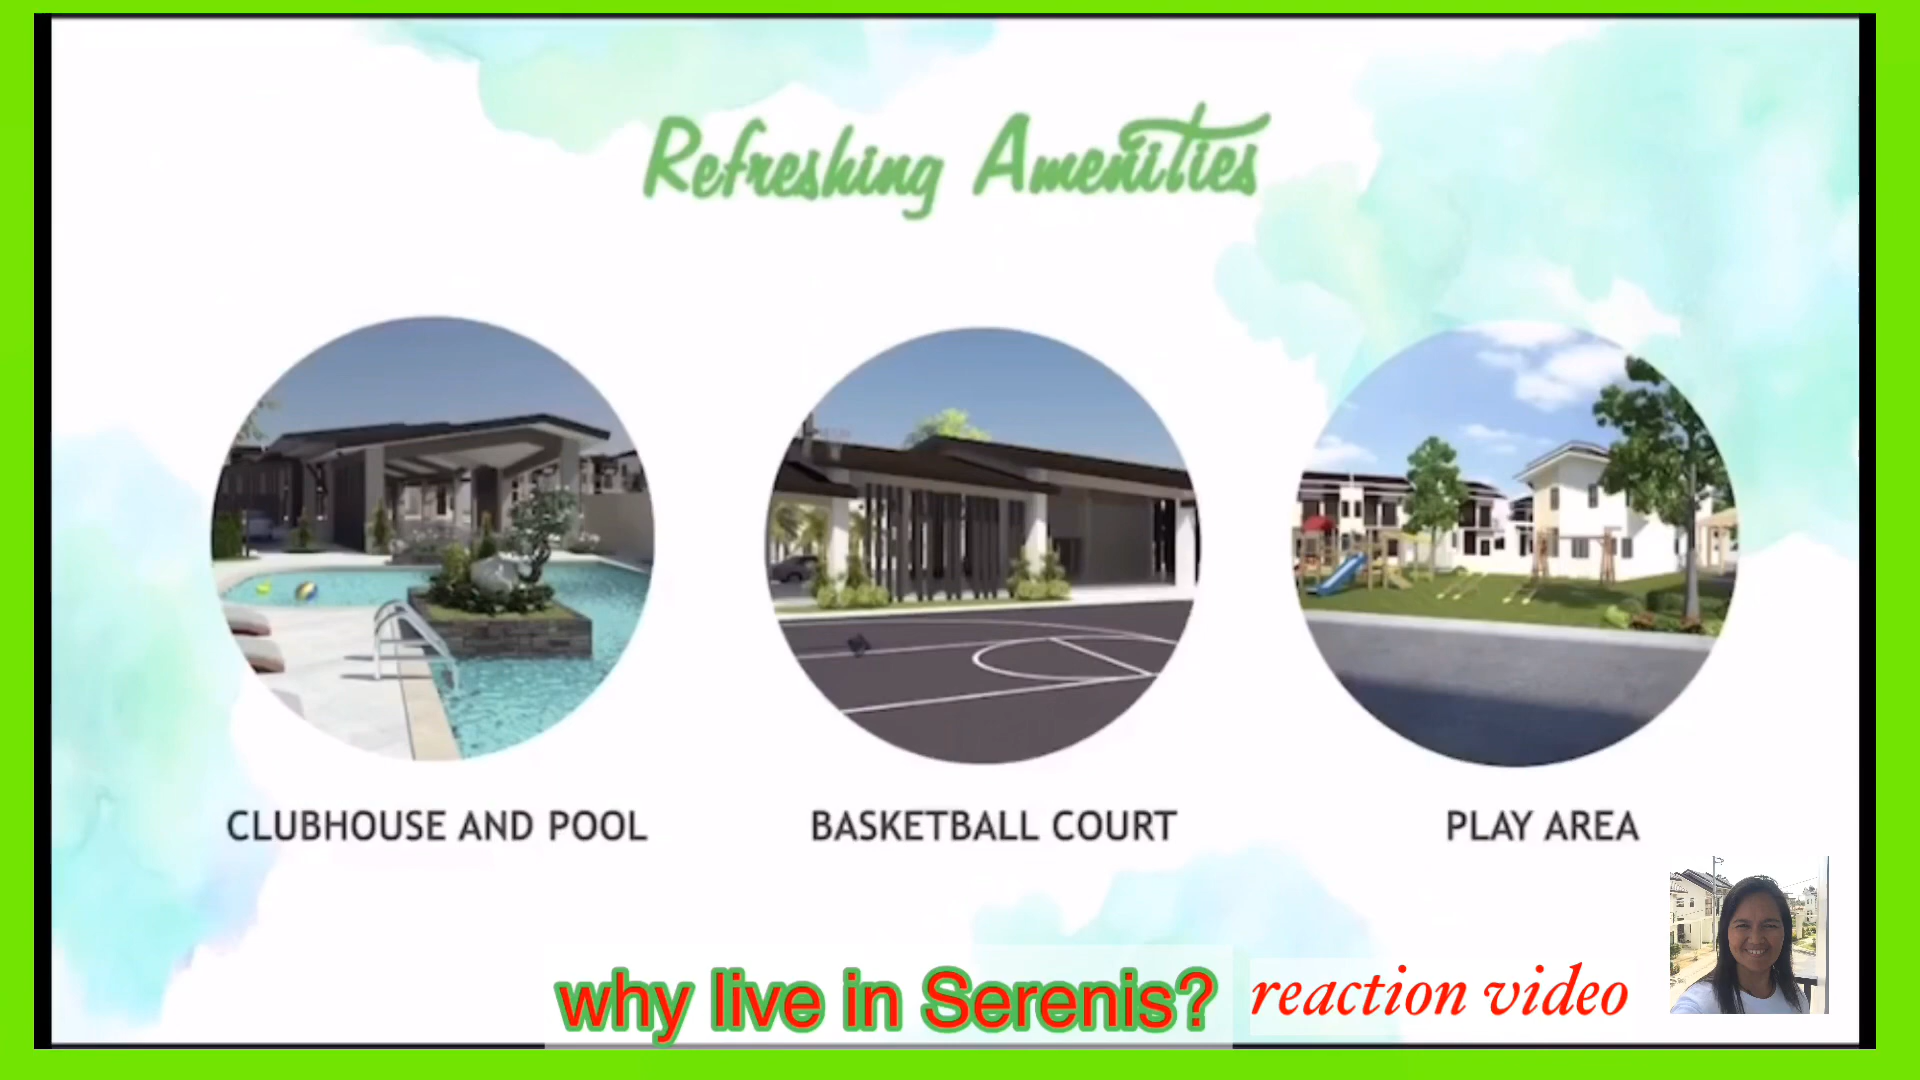 Refreshing Amenities
CLUBHOUSE AND POOL
BASKETBALL COURT
PLAY AREA
why live in Serenis?
reaction video